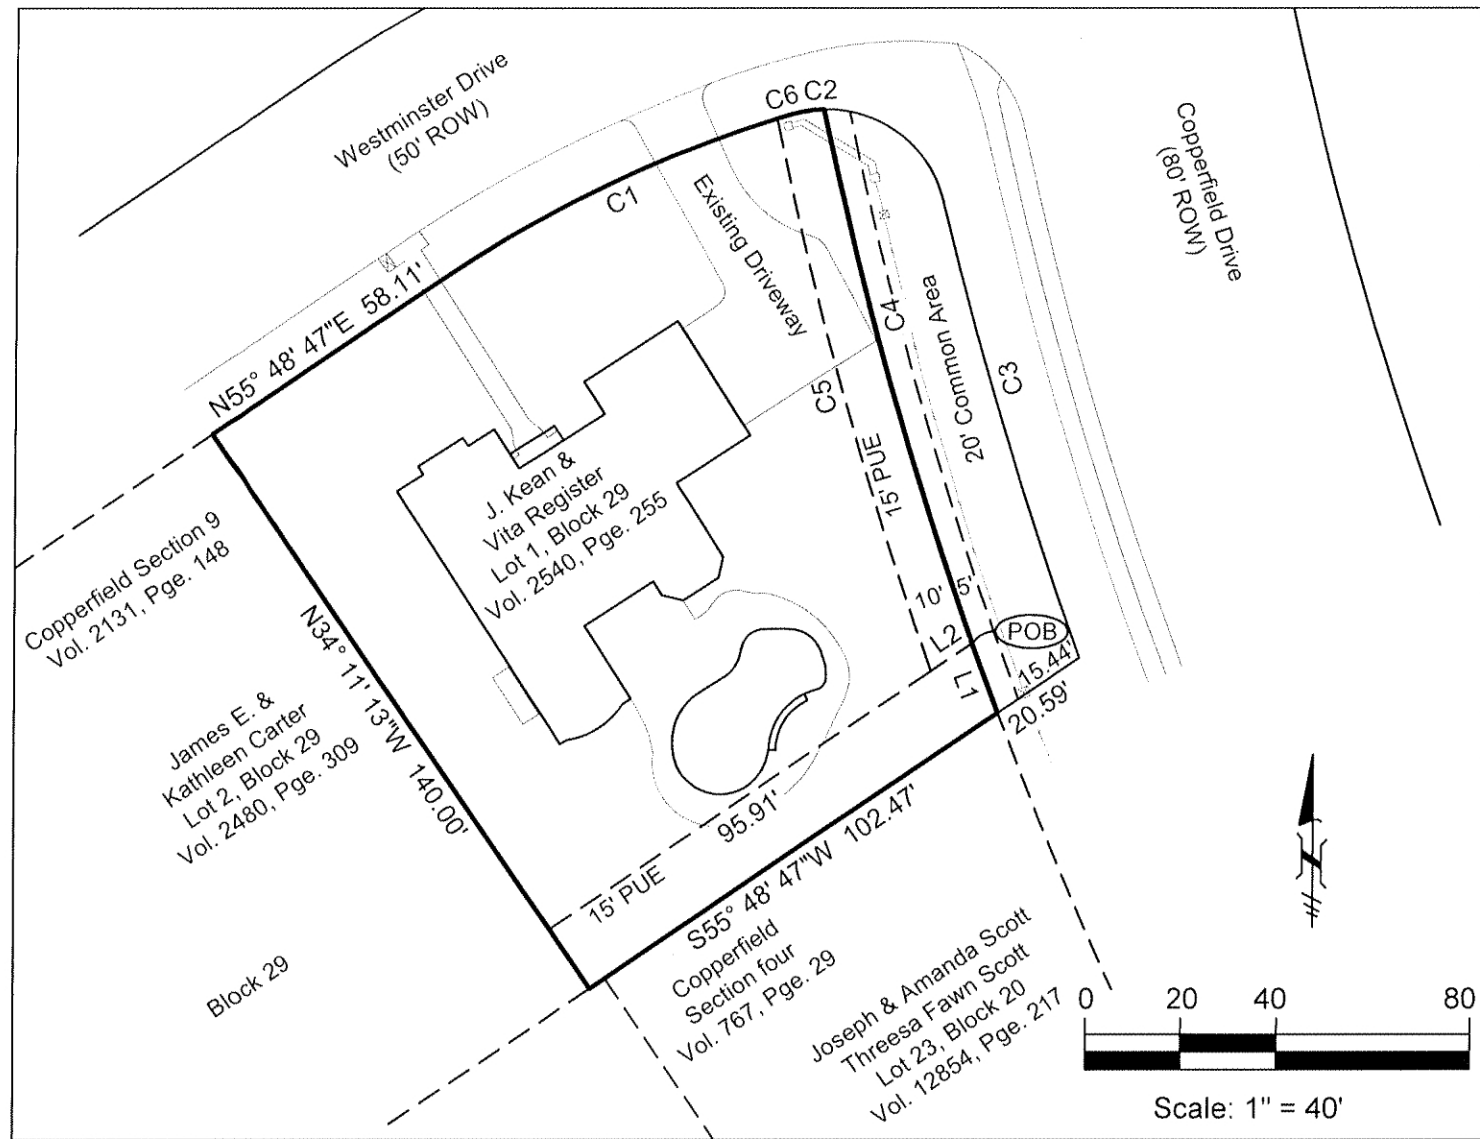 Westminster Drive
(50' ROW)
C6 C2
Copperfield Drive
(80' ROW)
C1
Existing Driveway
N55° 48' 47"E 58.11'
C5
C4
20' Common Area
C3
15' PUE
J. Kean &
Vita Register
Lot 1, Block 29
Vol. 2540, Pge. 255
Copperfield Section 9
Vol. 2131, Pge. 148
N34° 11' 13"W 140.00'
10' 5'
L2
POB
L1
15.44'
20.59'
James E. &
Kathleen Carter
Lot 2, Block 29
Vol. 2480, Pge. 309
95.91'
15' PUE
S55° 48' 47"W 102.47'
Block 29
Copperfield
Section four
Vol. 767, Pge. 29
Joseph & Amanda Scott
Threesa Fawn Scott
Lot 23, Block 20
Vol. 12854, Pge. 217
0 20 40 80
Scale: 1" = 40'